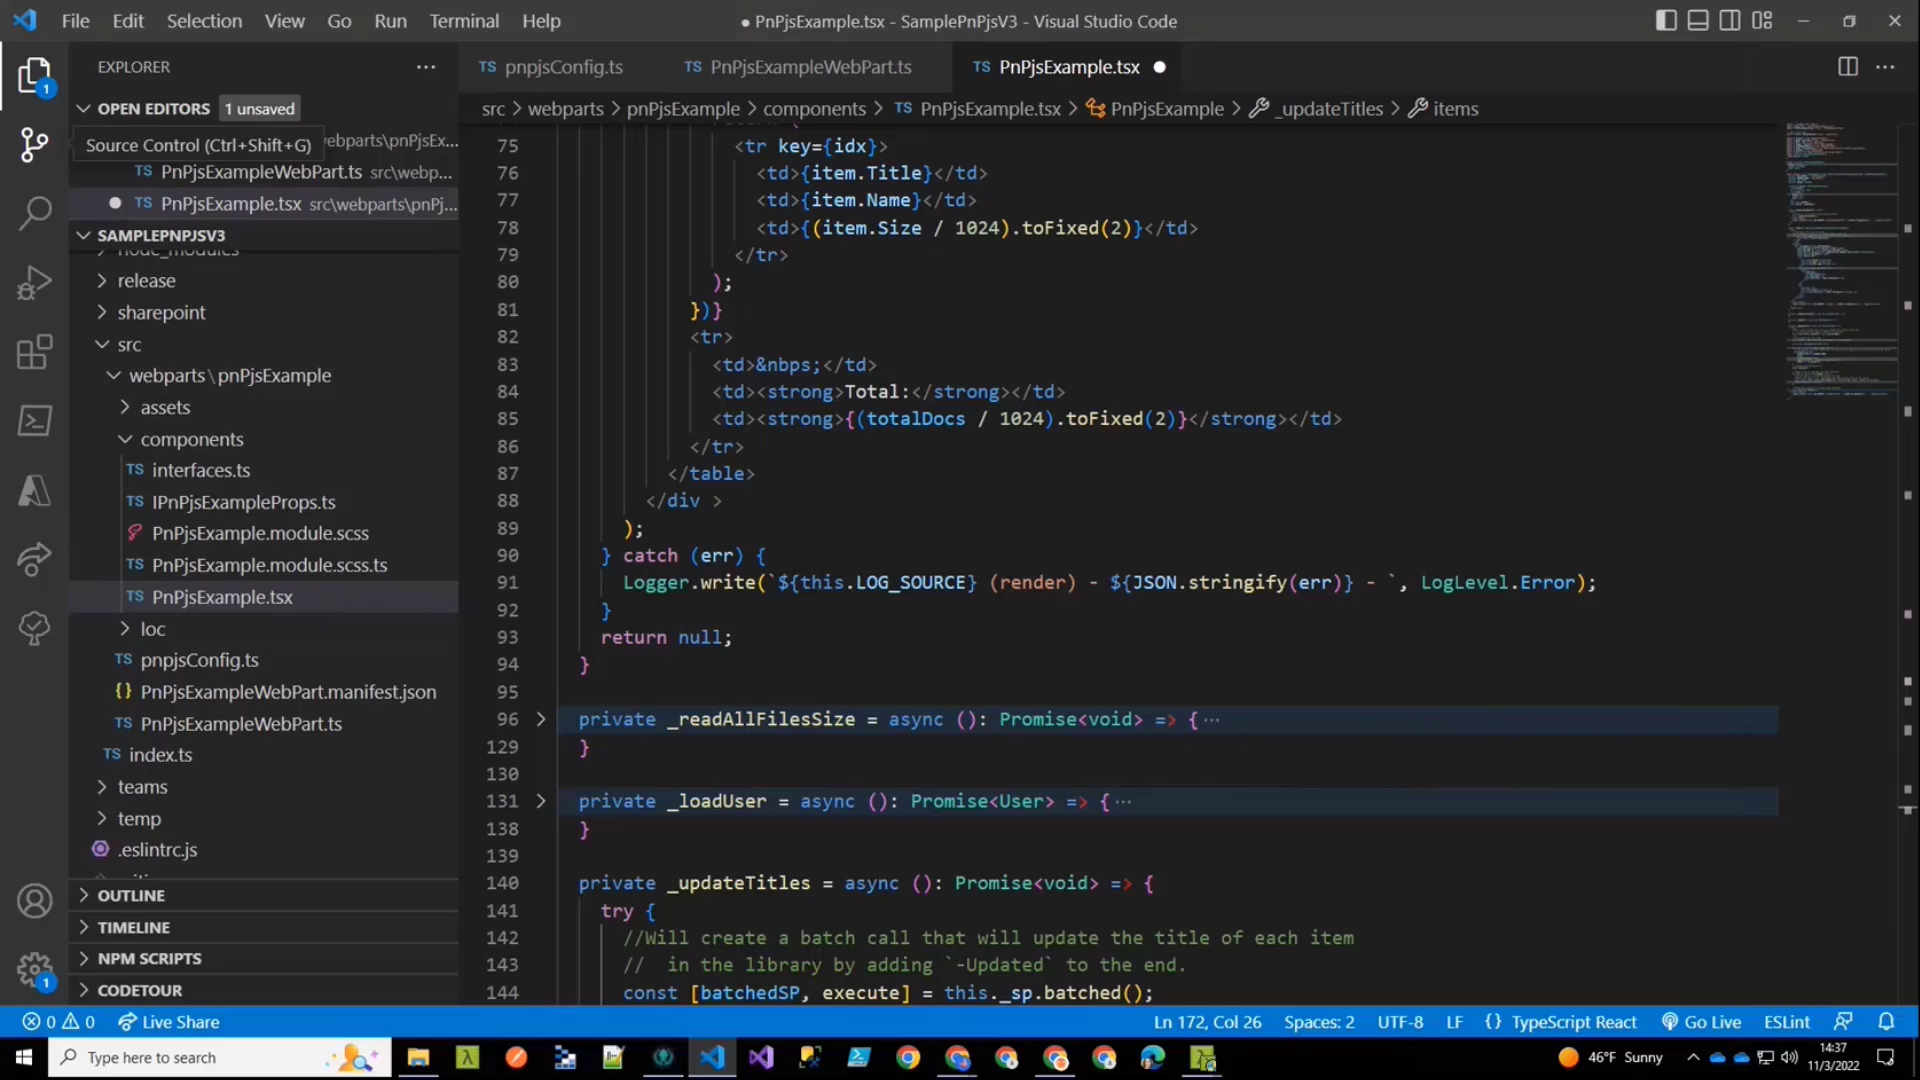 File Edit Selection View Go Run Terminal Help
● PnPjsExample.tsx - SamplePnPjsV3 - Visual Studio Code
EXPLORER
OPEN EDITORS 1 unsaved
Source Control (Ctrl+Shift+G)
webparts\pnPjsEx...
TS PnPjsExampleWebPart.ts src\webp...
TS PnPjsExample.tsx src\webparts\pnPj...
SAMPLEPNPJSV3
node_modules
release
sharepoint
src
webparts\pnPjsExample
assets
components
TS interfaces.ts
TS IPnPjsExampleProps.ts
PnPjsExample.module.scss
TS PnPjsExample.module.scss.ts
TS PnPjsExample.tsx
loc
TS pnpjsConfig.ts
{} PnPjsExampleWebPart.manifest.json
TS PnPjsExampleWebPart.ts
TS index.ts
teams
temp
.eslintrc.js
OUTLINE
TIMELINE
NPM SCRIPTS
CODETOUR
1
1
TS pnpjsConfig.ts TS PnPjsExampleWebPart.ts TS PnPjsExample.tsx
src > webparts > pnPjsExample > components > TS PnPjsExample.tsx > PnPjsExample > _updateTitles > items
75 <tr key={idx}>
76 <td>{item.Title}</td>
77 <td>{item.Name}</td>
78 <td>{(item.Size / 1024).toFixed(2)}</td>
79 </tr>
80 );
81 })}
82 <tr>
83 <td>&nbps;</td>
84 <td><strong>Total:</strong></td>
85 <td><strong>{(totalDocs / 1024).toFixed(2)}</strong></td>
86 </tr>
87 </table>
88 </div >
89 );
90 } catch (err) {
91 Logger.write(`${this.LOG_SOURCE} (render) - ${JSON.stringify(err)} - `, LogLevel.Error);
92 }
93 return null;
94 }
95
96 private _readAllFilesSize = async (): Promise<void> => {...
129 }
130
131 private _loadUser = async (): Promise<User> => {...
138 }
139
140 private _updateTitles = async (): Promise<void> => {
141 try {
142 //Will create a batch call that will update the title of each item
143 // in the library by adding `-Updated` to the end.
144 const [batchedSP, execute] = this._sp.batched();
0 0 Live Share
Ln 172, Col 26 Spaces: 2 UTF-8 LF {} TypeScript React Go Live ESLint
Type here to search
46°F Sunny
14:37
11/3/2022